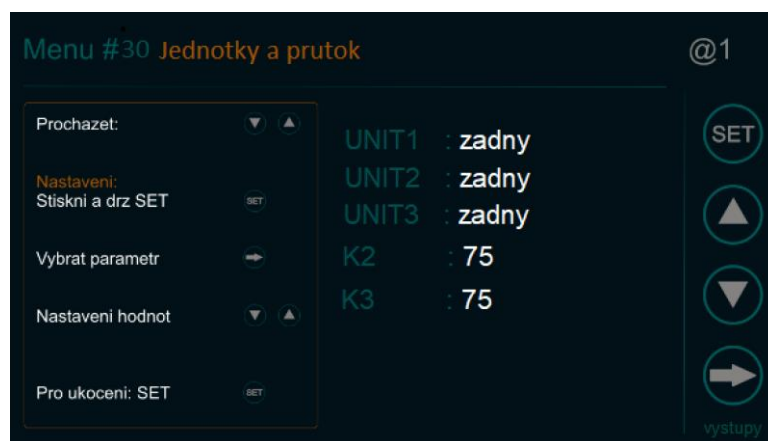 Menu #30 Jednotky a prutok
@1
Prochazet:
Nastaveni:
Stiskni a drz SET
SET
Vybrat parametr
Nastaveni hodnot
Pro ukoceni: SET
SET
UNIT1 : zadny
UNIT2 : zadny
UNIT3 : zadny
K2 : 75
K3 : 75
SET
vystupy